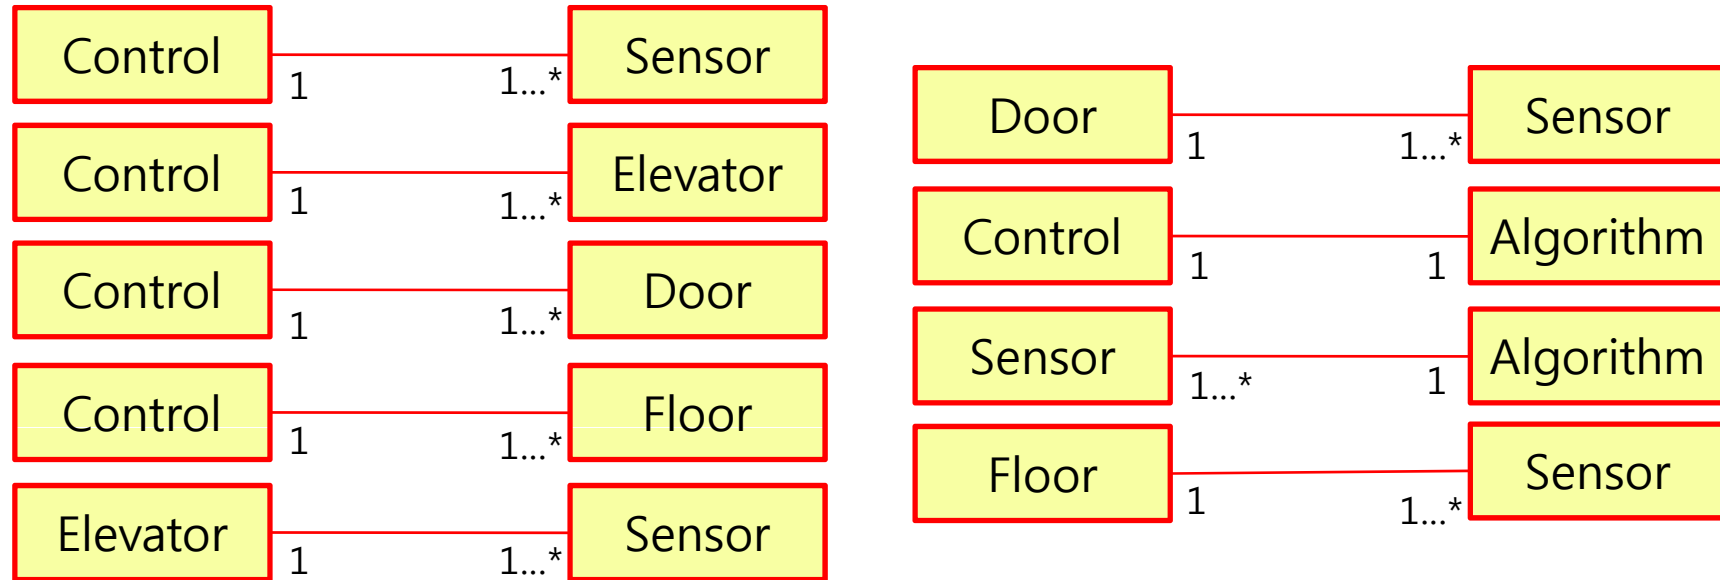 Control 1 1...* Sensor
Control 1 1...* Elevator
Control 1 1...* Door
Control 1 1...* Floor
Elevator 1 1...* Sensor
Door 1 1...* Sensor
Control 1 1 Algorithm
Sensor 1...* 1 Algorithm
Floor 1 1...* Sensor